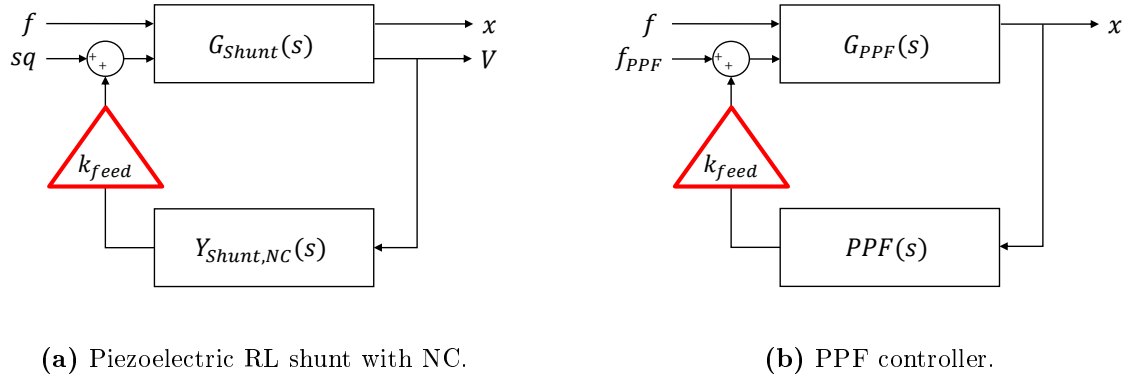 f
G_{Shunt}(s)
x
sq
+
+
V
k_{feed}
Y_{Shunt,NC}(s)
(a) Piezoelectric RL shunt with NC.
f
G_{PPF}(s)
x
f_{PPF}
+
+
k_{feed}
PPF(s)
(b) PPF controller.